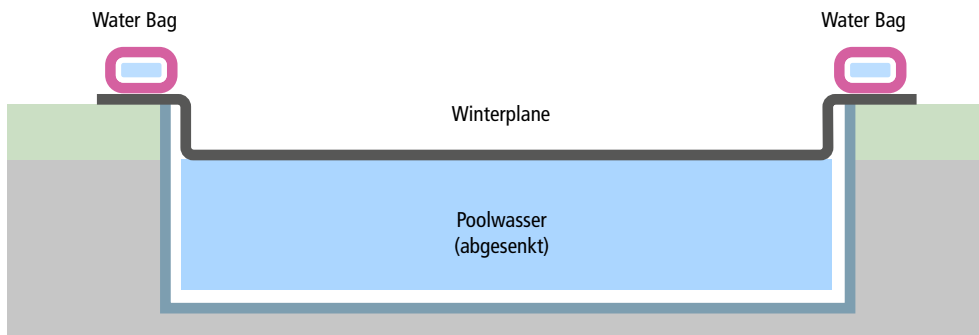 Water Bag
Water Bag
Winterplane
Poolwasser
(abgesenkt)